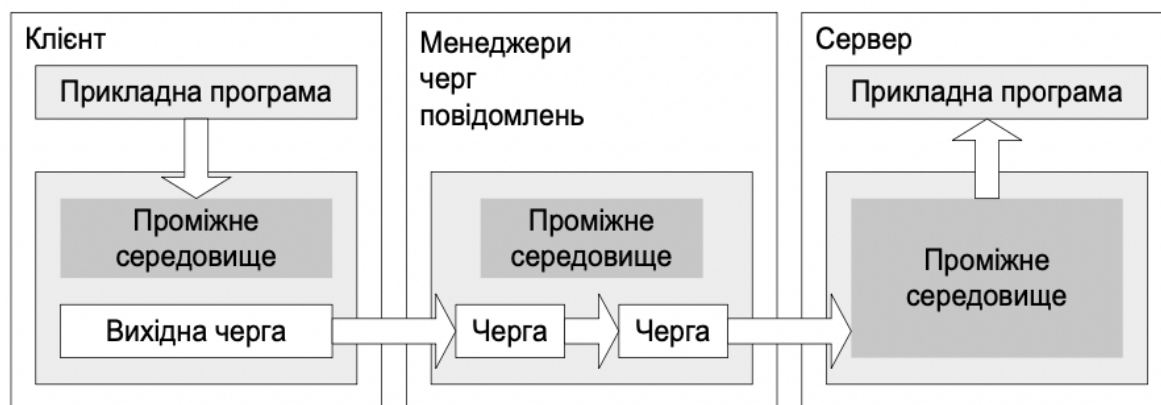 Клієнт
Прикладна програма
Проміжне
середовище
Вихідна черга
Менеджери
черг
повідомлень
Проміжне
середовище
Черга
Черга
Сервер
Прикладна програма
Проміжне
середовище